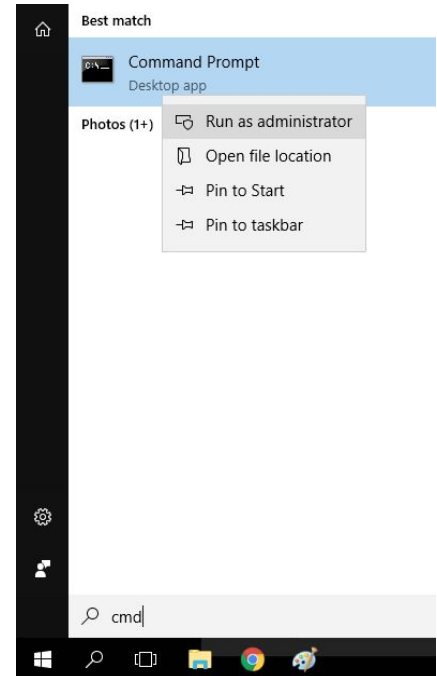 Best match
Command Prompt
Desktop app
Photos (1+)
Run as administrator
Open file location
Pin to Start
Pin to taskbar
cmd